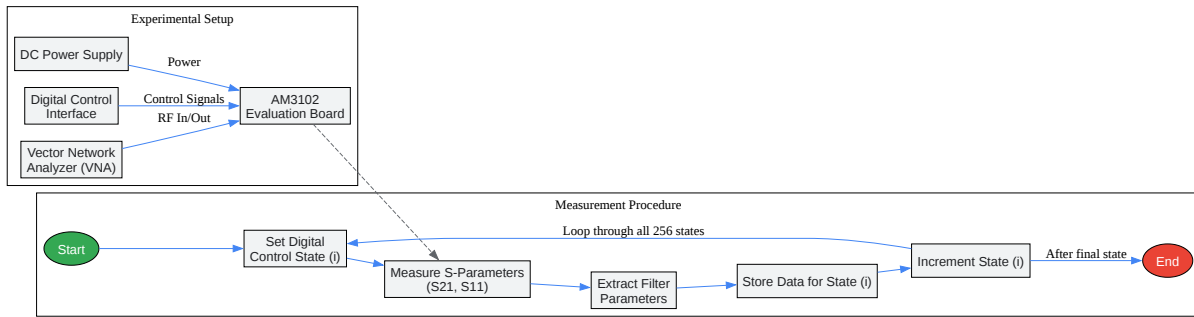 Experimental Setup
DC Power Supply
Power
Digital Control
Interface
Control Signals
RF In/Out
AM3102
Evaluation Board
Vector Network
Analyzer (VNA)
Measurement Procedure
Start
Set Digital
Control State (i)
Loop through all 256 states
Measure S-Parameters
(S21, S11)
Extract Filter
Parameters
Store Data for State (i)
Increment State (i)
After final state
End